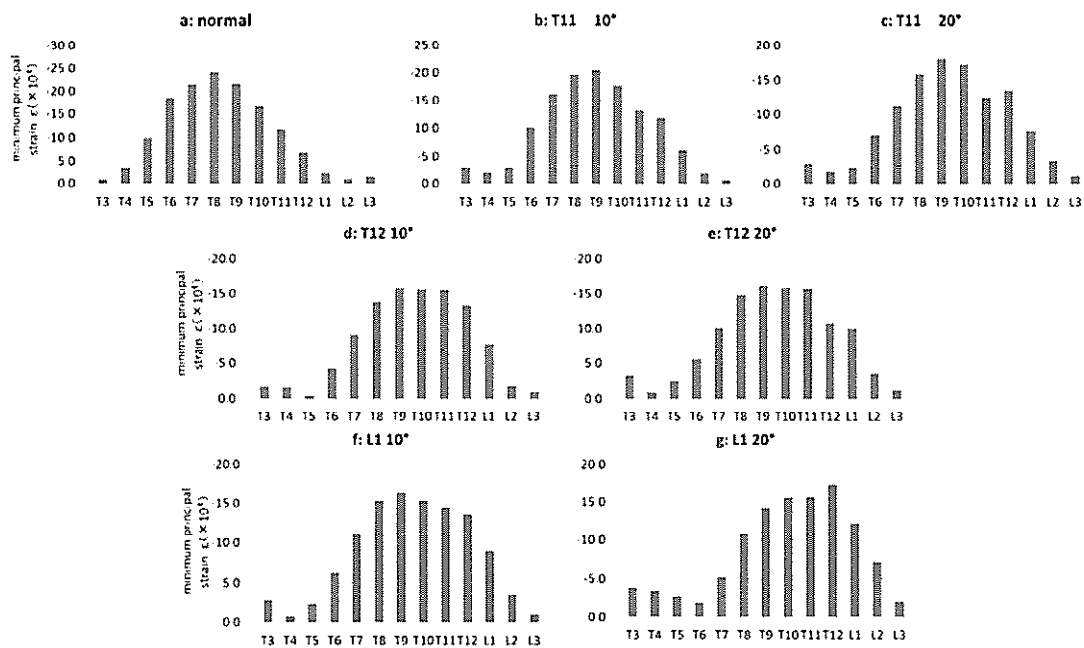 a: normal
b: T11 10°
c: T11 20°
minimum principal
strain ε(×10⁴)
-30.0
-25.0
-20.0
-15.0
-10.0
-5.0
0.0
T3 T4 T5 T6 T7 T8 T9 T10 T11 T12 L1 L2 L3
25.0
-20.0
-15.0
-10.0
-5.0
0.0
T3 T4 T5 T6 T7 T8 T9 T10 T11 T12 L1 L2 L3
-20.0
-15.0
-10.0
-5.0
0.0
T3 T4 T5 T6 T7 T8 T9 T10 T11 T12 L1 L2 L3
d: T12 10°
e: T12 20°
minimum principal
strain ε(×10⁴)
-20.0
-15.0
-10.0
-5.0
0.0
T3 T4 T5 T6 T7 T8 T9 T10 T11 T12 L1 L2 L3
-20.0
-15.0
-10.0
-5.0
0.0
T3 T4 T5 T6 T7 T8 T9 T10 T11 T12 L1 L2 L3
f: L1 10°
g: L1 20°
minimum principal
strain ε(×10⁴)
-20.0
-15.0
-10.0
5.0
0.0
T3 T4 T5 T6 T7 T8 T9 T10 T11 T12 L1 L2 L3
-20.0
15.0
-10.0
-5.0
0.0
T3 T4 T5 T6 T7 T8 T9 T10 T11 T12 L1 L2 L3